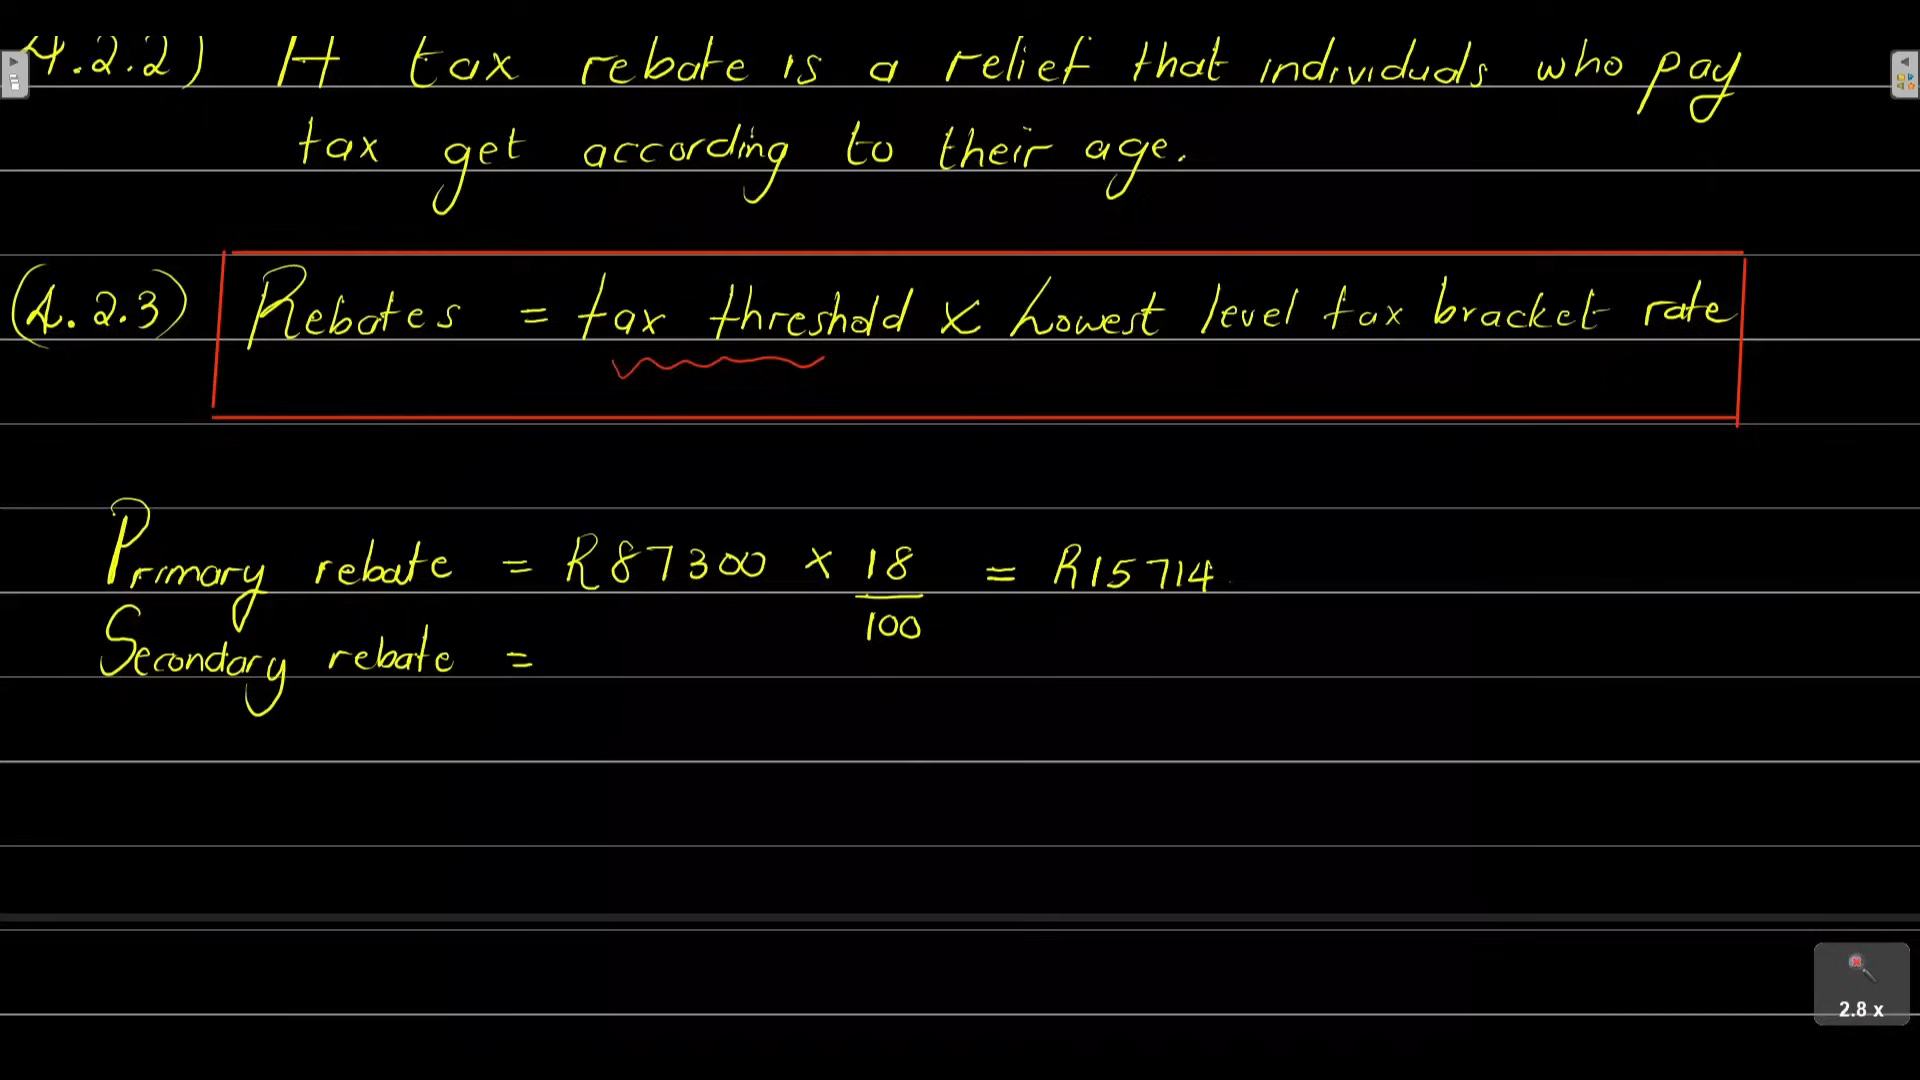 4.2.2) A tax rebate is a relief that individuals who pay
tax get according to their age.
(4.2.3) Rebates = tax threshold × Lowest level tax bracket rate
Primary rebate = R87300 × 18/100 = R15714
Secondary rebate =
2.8 x